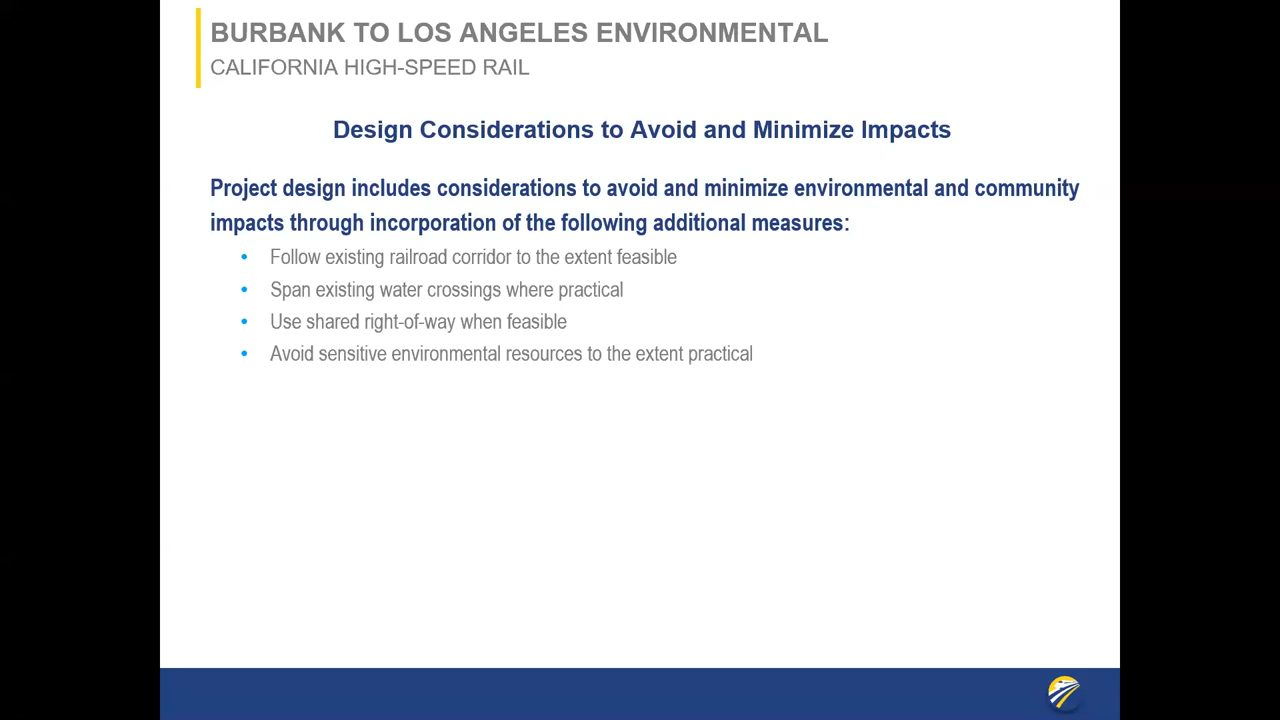 BURBANK TO LOS ANGELES ENVIRONMENTAL
CALIFORNIA HIGH-SPEED RAIL
Design Considerations to Avoid and Minimize Impacts
Project design includes considerations to avoid and minimize environmental and community
impacts through incorporation of the following additional measures:
• Follow existing railroad corridor to the extent feasible
• Span existing water crossings where practical
• Use shared right-of-way when feasible
• Avoid sensitive environmental resources to the extent practical